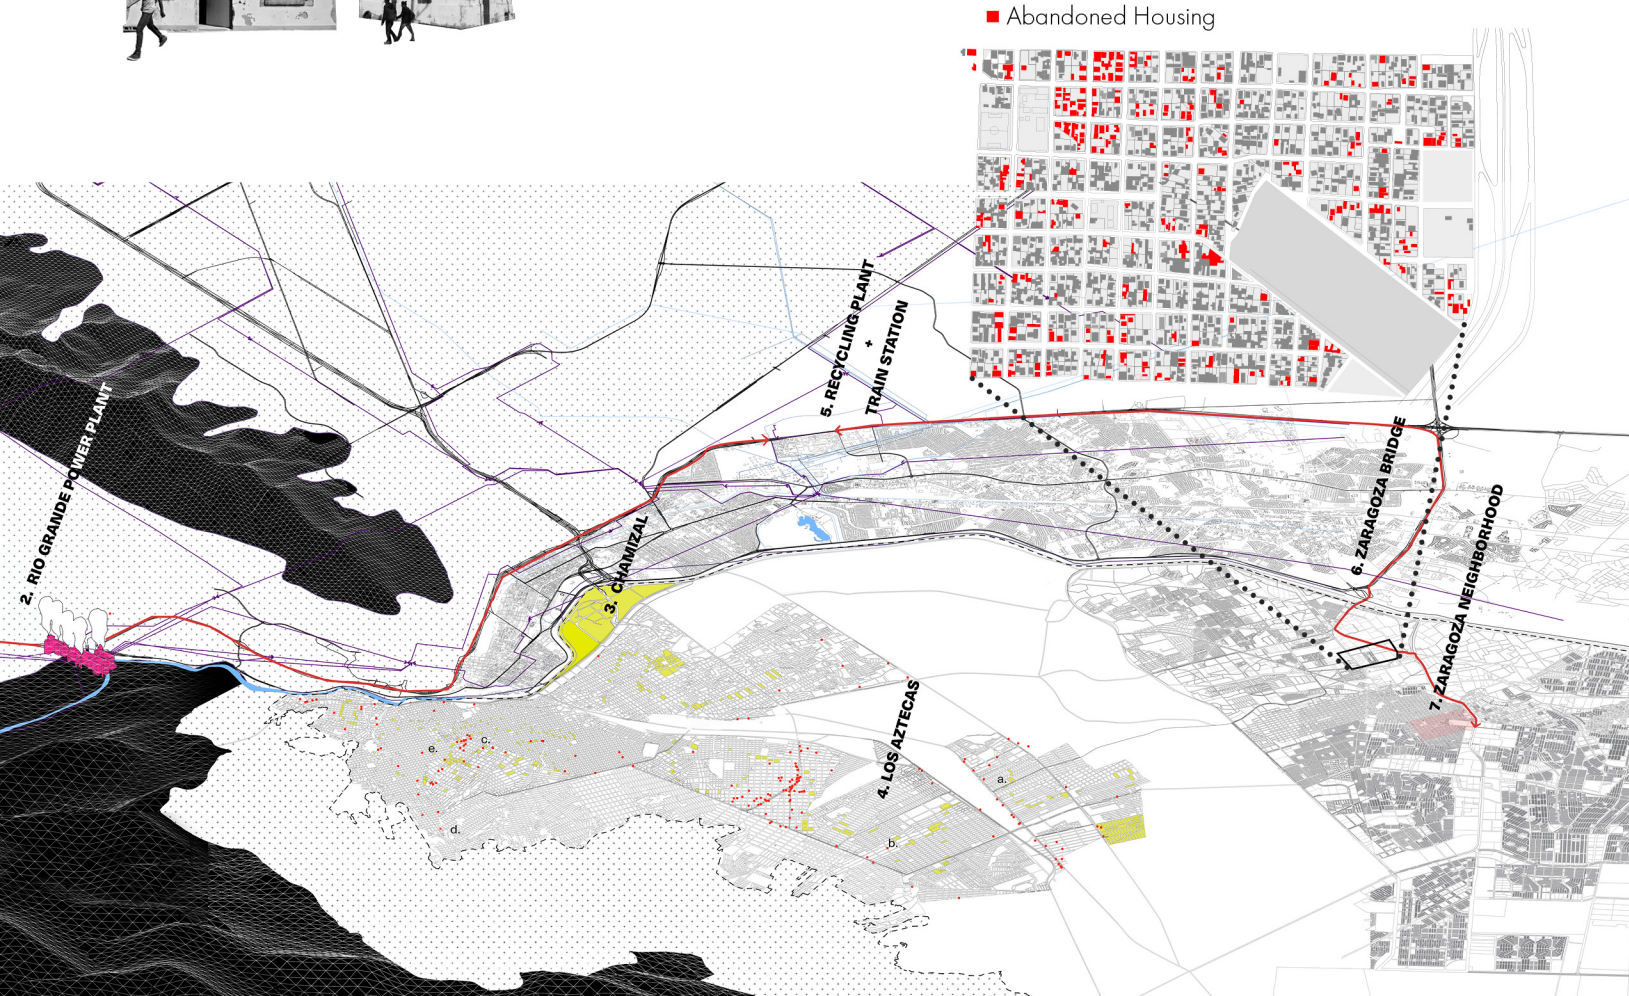 Abandoned Housing
2. RIO GRANDE POWER PLANT
3. CHAMIZAL
4. LOS AZTECAS
5. RECYCLING PLANT
+
TRAIN STATION
6. ZARAGOZA BRIDGE
7. ZARAGOZA NEIGHBORHOOD
e.
c.
a.
d.
b.